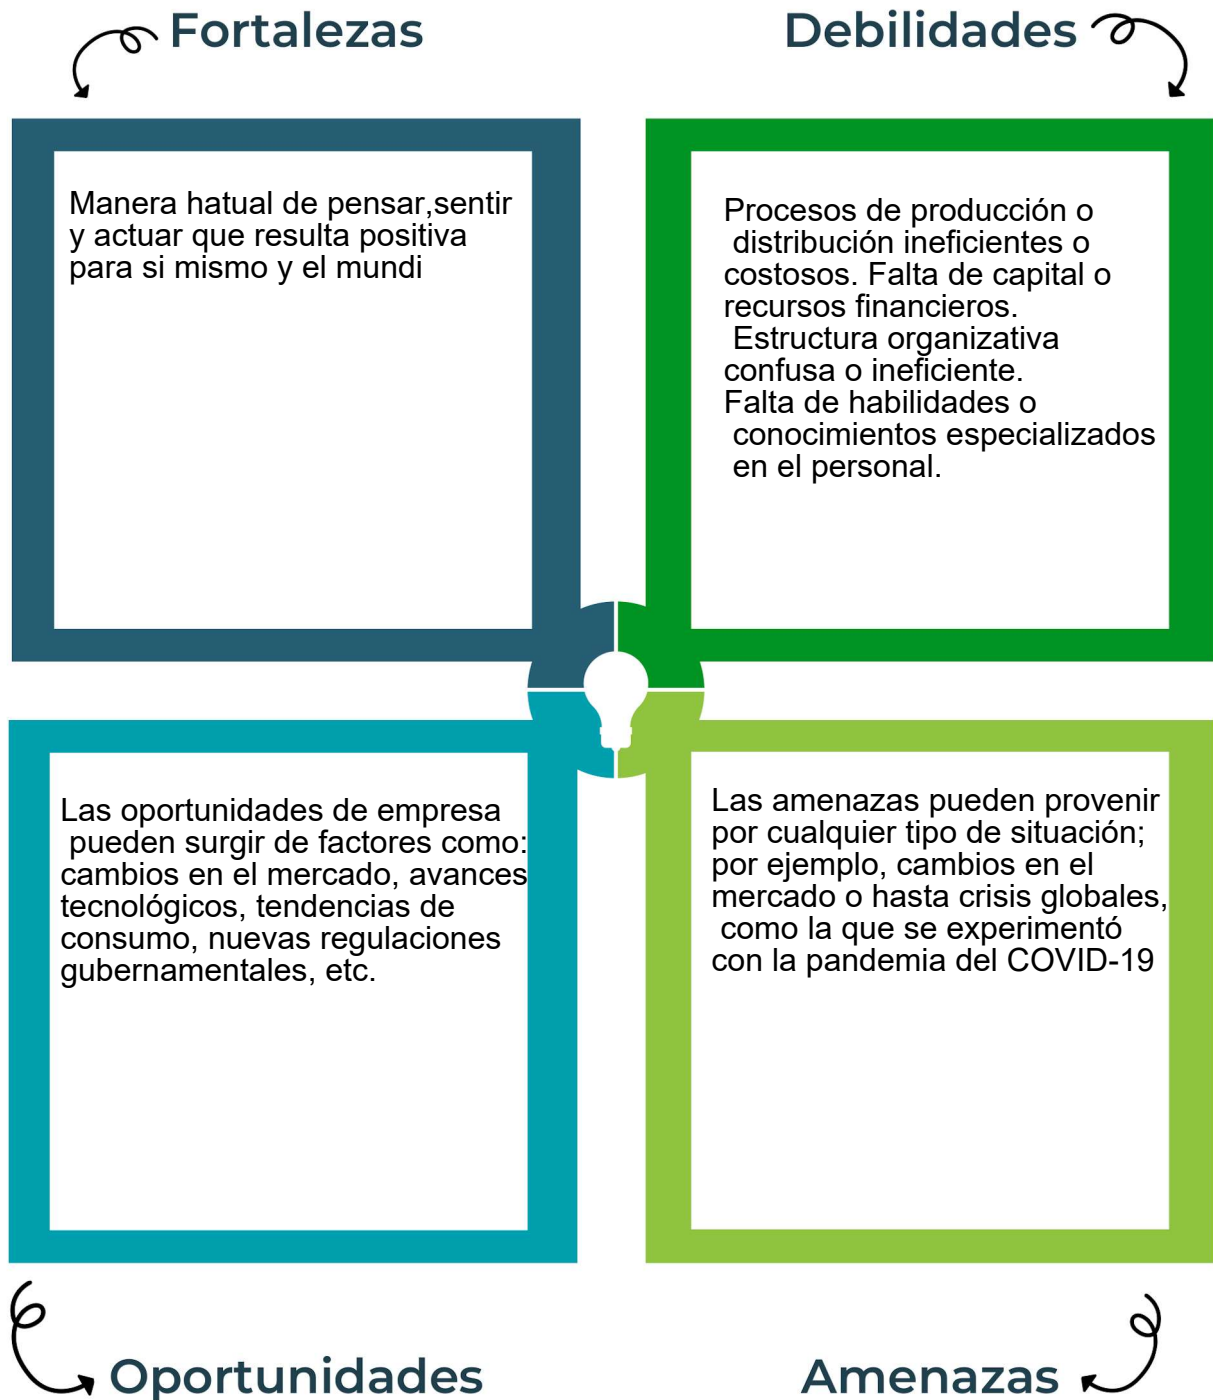 Fortalezas
Manera hatual de pensar,sentir
y actuar que resulta positiva
para si mismo y el mundi
Debilidades
Procesos de producción o
distribución ineficientes o
costosos. Falta de capital o
recursos financieros.
Estructura organizativa
confusa o ineficiente.
Falta de habilidades o
conocimientos especializados
en el personal.
Las oportunidades de empresa
pueden surgir de factores como:
cambios en el mercado, avances
tecnológicos, tendencias de
consumo, nuevas regulaciones
gubernamentales, etc.
Oportunidades
Las amenazas pueden provenir
por cualquier tipo de situación;
por ejemplo, cambios en el
mercado o hasta crisis globales,
como la que se experimentó
con la pandemia del COVID-19
Amenazas